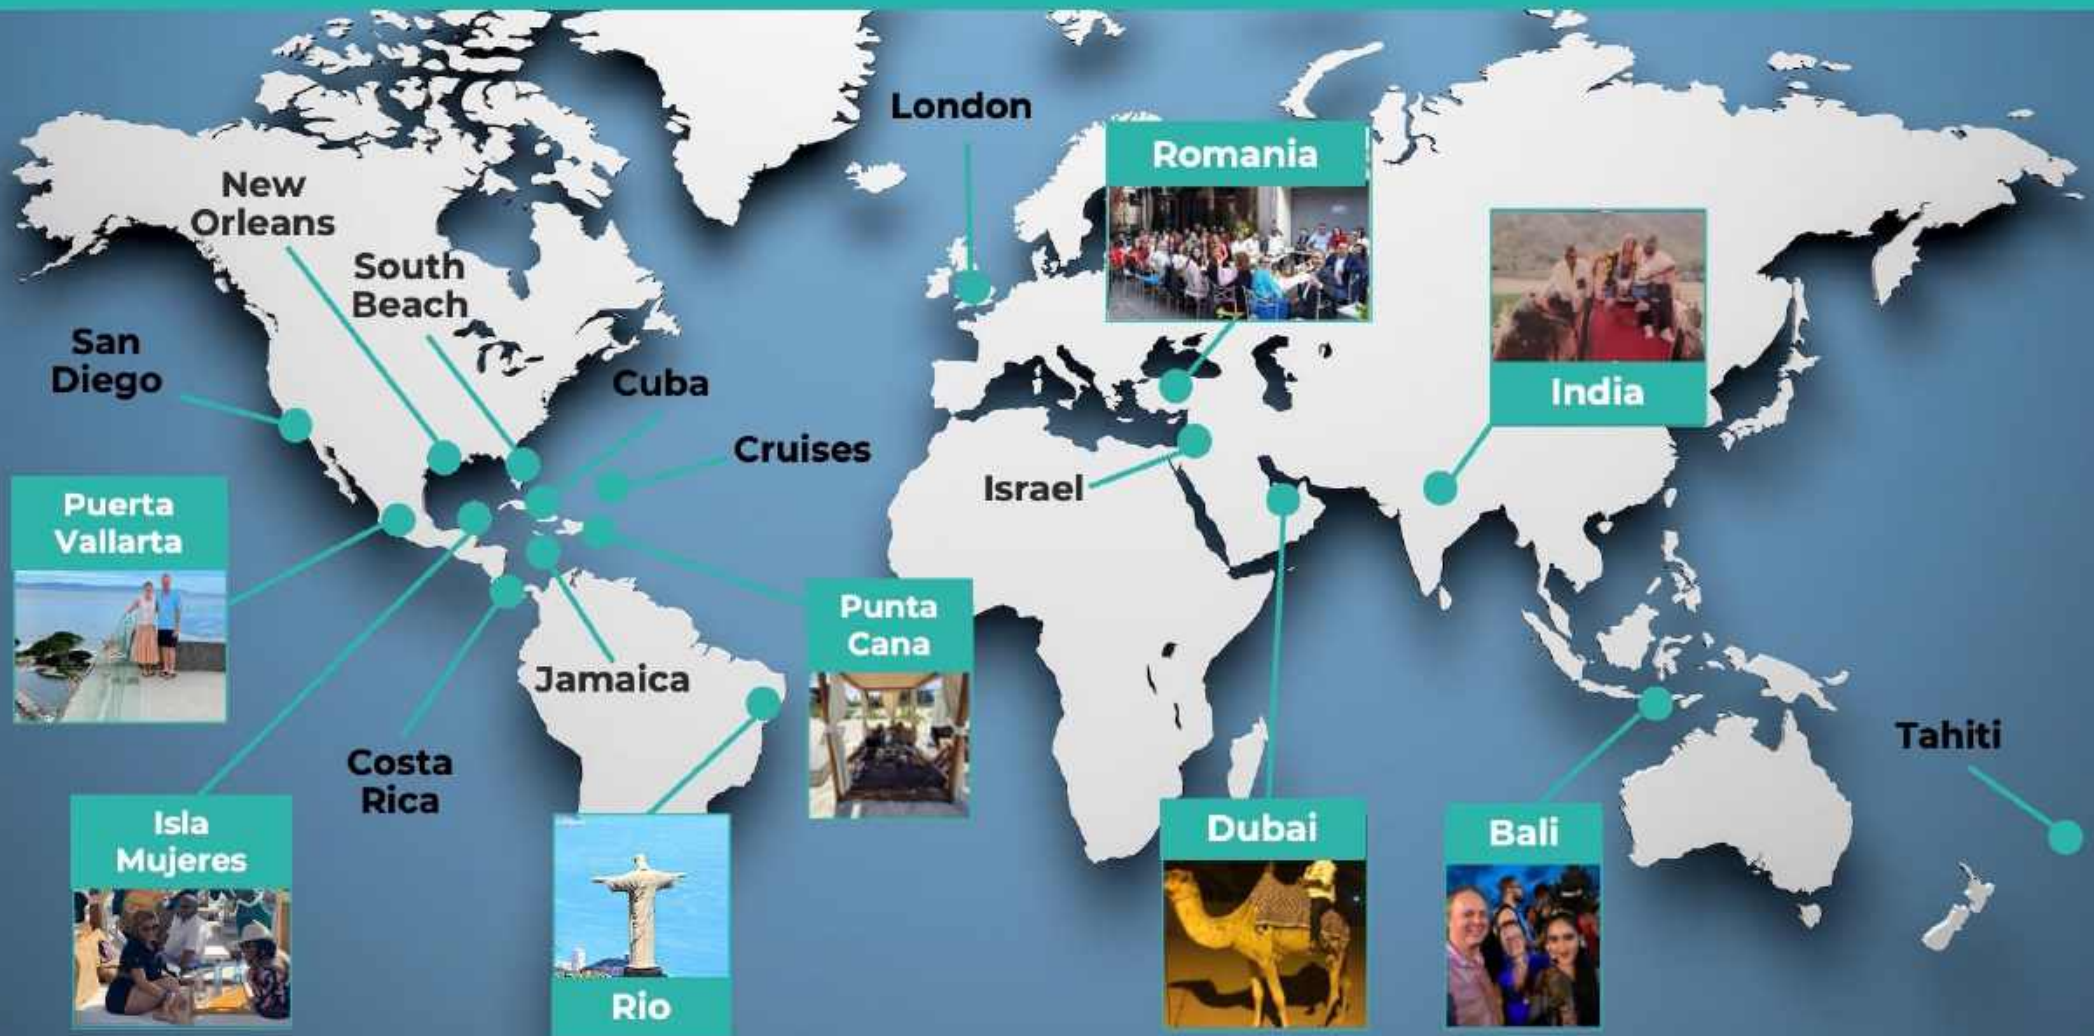 London
Romania
New
Orleans
South
Beach
San
Diego
Cuba
India
Cruises
Israel
Puerta
Vallarta
Punta
Cana
Jamaica
Tahiti
Costa
Rica
Isla
Mujeres
Dubai
Bali
Rio